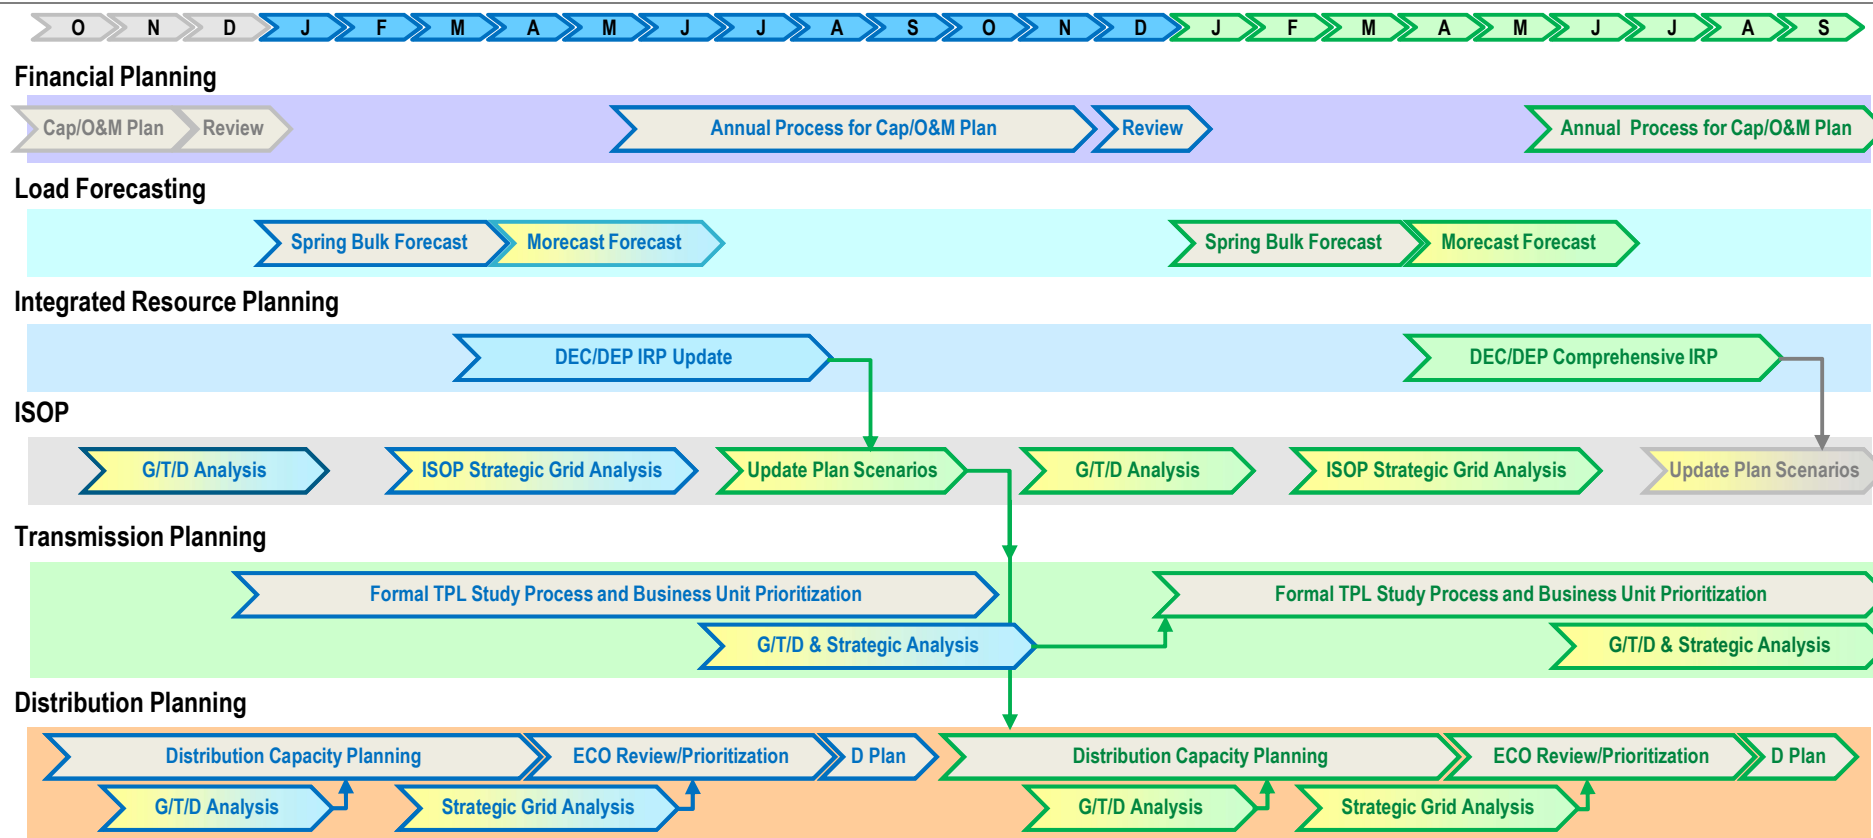 O N D J F M A M J J A S O N D J F M A M J J A S
Financial Planning
Cap/O&M Plan Review Annual Process for Cap/O&M Plan Review Annual Process for Cap/O&M Plan
Load Forecasting
Spring Bulk Forecast Morecast Forecast Spring Bulk Forecast Morecast Forecast
Integrated Resource Planning
DEC/DEP IRP Update DEC/DEP Comprehensive IRP
ISOP
G/T/D Analysis ISOP Strategic Grid Analysis Update Plan Scenarios G/T/D Analysis ISOP Strategic Grid Analysis Update Plan Scenarios
Transmission Planning
Formal TPL Study Process and Business Unit Prioritization Formal TPL Study Process and Business Unit Prioritization
G/T/D & Strategic Analysis G/T/D & Strategic Analysis
Distribution Planning
Distribution Capacity Planning ECO Review/Prioritization D Plan Distribution Capacity Planning ECO Review/Prioritization D Plan
G/T/D Analysis Strategic Grid Analysis G/T/D Analysis Strategic Grid Analysis